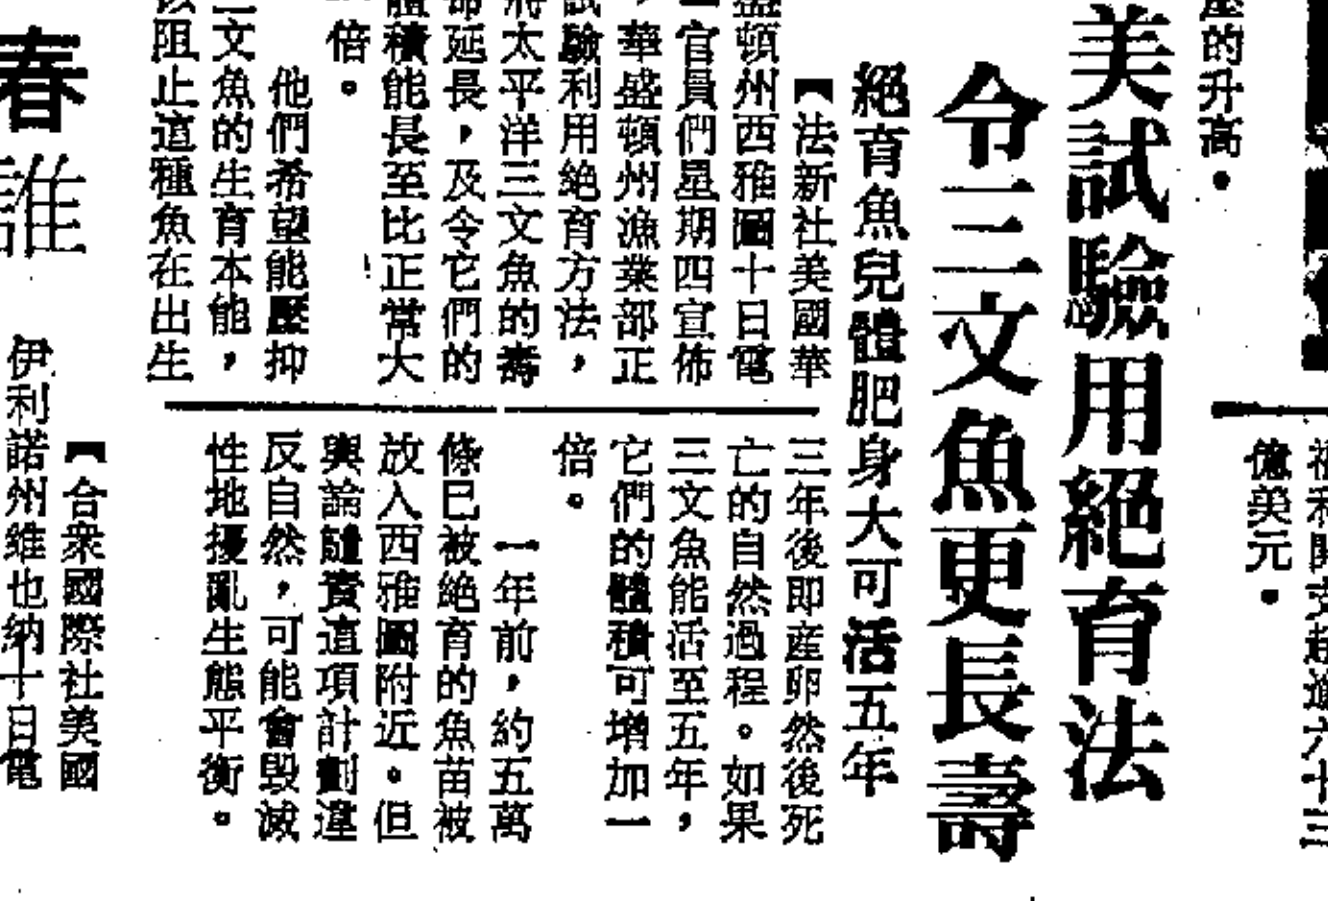 的升高。
利開支超過六十三
億美元。
美試驗用絕育法
令三文魚更長壽
絕育魚兒體肥身大可活五年
【法新社美國華
盛頓州西雅圖十日電
官員們星期四宣佈
，華盛頓州漁業部正
試驗利用絕育方法，
將太平洋三文魚的壽
命延長，及令它們的
體積能長至比正常大
倍。
他們希望能壓抑
三文魚的生育本能，
阻止這種魚在出生
三年後即產卵然後死
亡的自然過程。如果
三文魚能活至五年，
它們的體積可增加一
倍。
一年前，約五萬
條已被絕育的魚苗被
放入西雅圖附近。但
輿論譴責這項計劃違
反自然，可能會毀滅
性地擾亂生態平衡。
【合衆國際社美國
伊利諾州維也納十日電
春